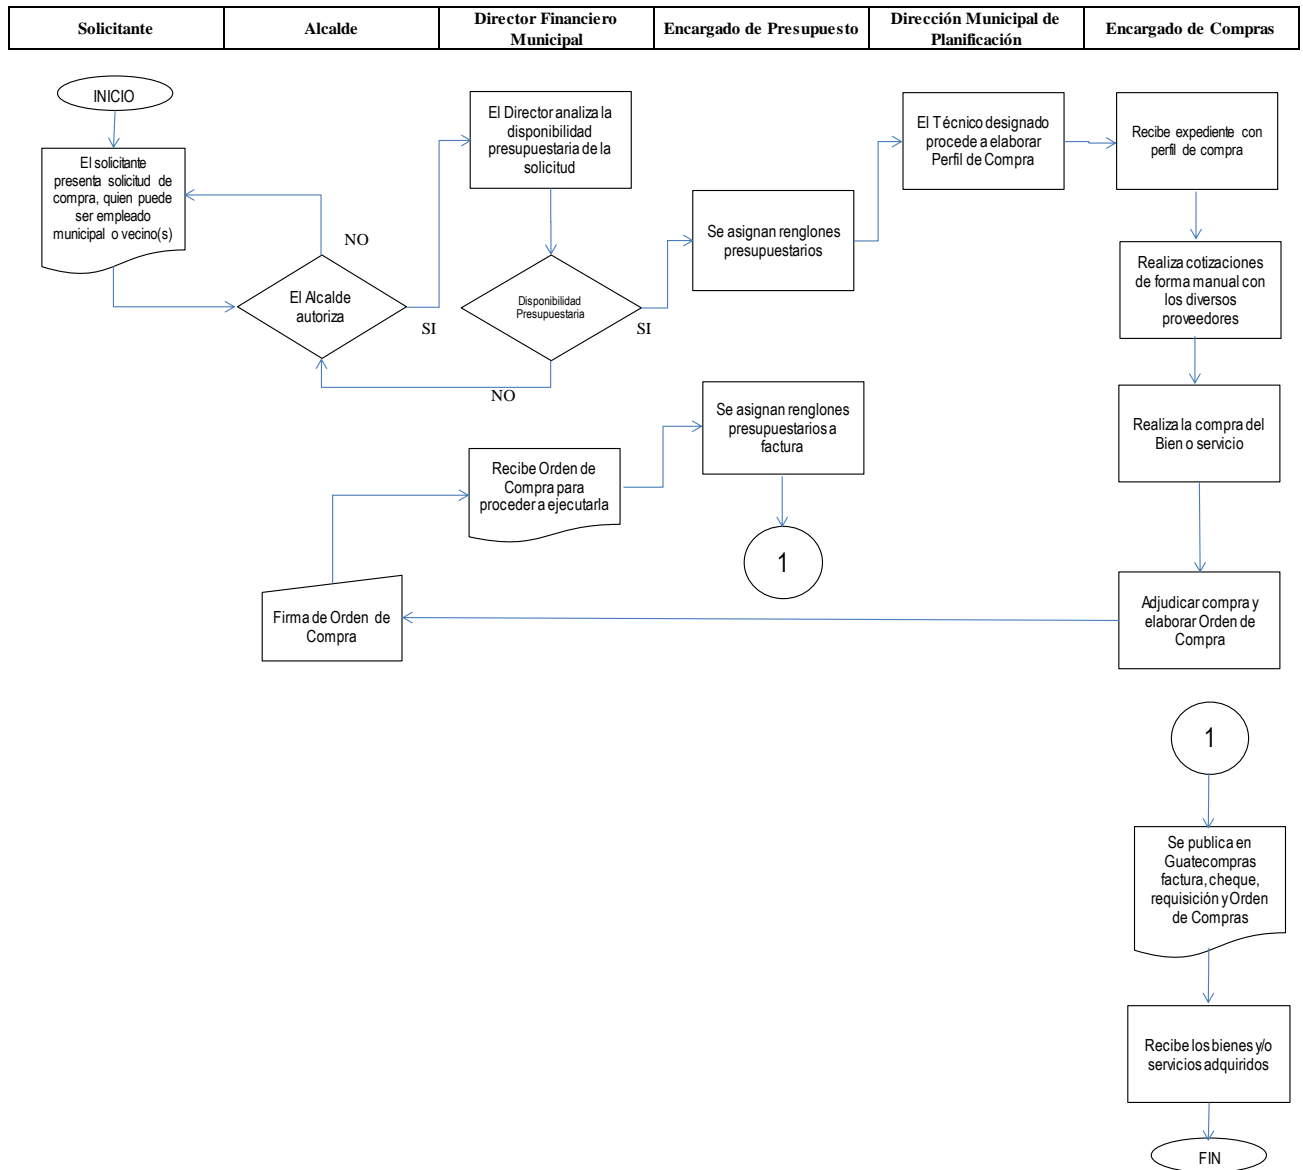 Solicitante
Alcalde
Director Financiero
Municipal
Encargado de Presupuesto
Dirección Municipal de
Planificación
Encargado de Compras
INICIO
El solicitante
presenta solicitud de
compra, quien puede
ser empleado
municipal o vecino(s)
NO
El Alcalde
autoriza
SI
El Director analiza la
disponibilidad
presupuestaria de la
solicitud
Disponibilidad
Presupuestaria
SI
NO
Se asignan renglones
presupuestarios
El Técnico designado
procede a elaborar
Perfil de Compra
Recibe expediente con
perfil de compra
Realiza cotizaciones
de forma manual con
los diversos
proveedores
Realiza la compra del
Bien o servicio
Adjudicar compra y
elaborar Orden de
Compra
Firma de Orden de
Compra
Recibe Orden de
Compra para
proceder a ejecutarla
Se asignan renglones
presupuestarios a
factura
1
1
Se publica en
Guatecompras
factura, cheque,
requisición y Orden
de Compras
Recibe los bienes y/o
servicios adquiridos
FIN